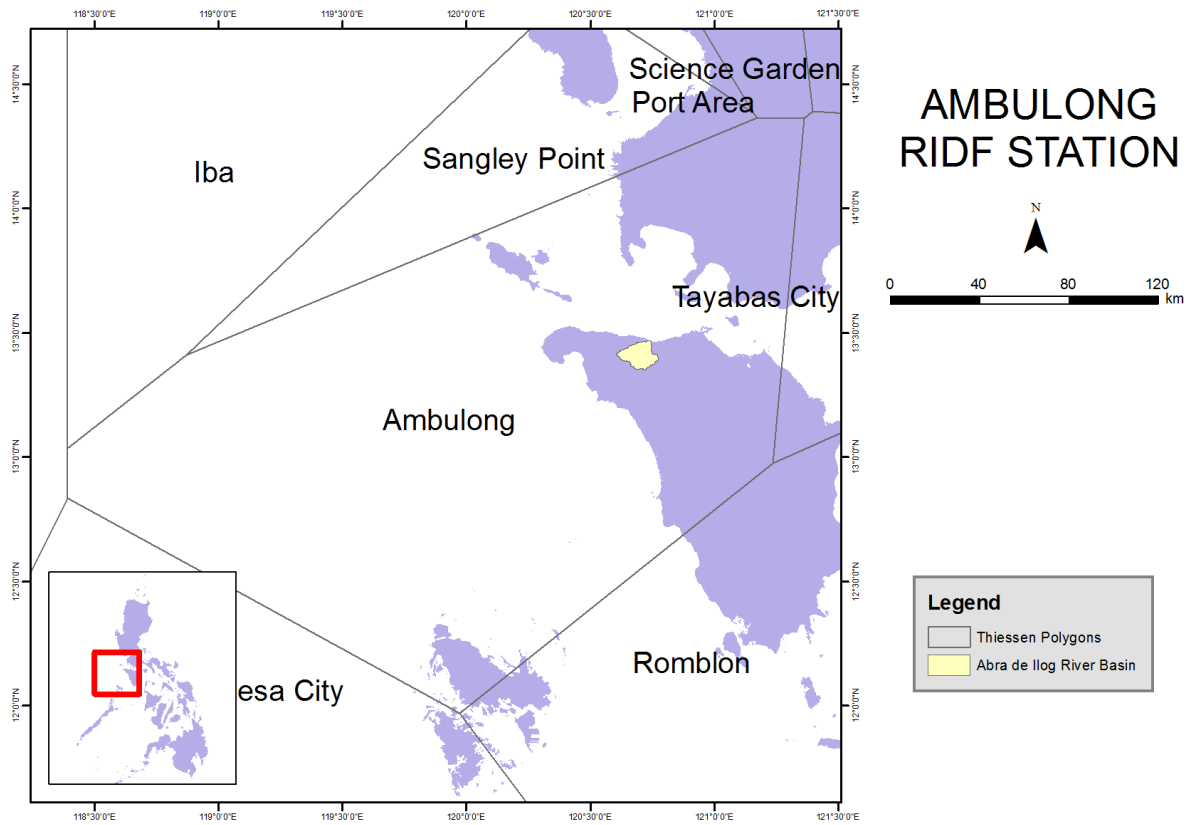 118°30'0"E 119°0'0"E 119°30'0"E 120°0'0"E 120°30'0"E 121°0'0"E 121°30'0"E
14°30'0"N 14°30'0"N
14°0'0"N 14°0'0"N
13°30'0"N 13°30'0"N
13°0'0"N 13°0'0"N
12°30'0"N 12°30'0"N
12°0'0"N 12°0'0"N
Science Garden
Port Area
Sangley Point
Iba
Tayabas City
Ambulong
Romblon
esa City
118°30'0"E 119°0'0"E 119°30'0"E 120°0'0"E 120°30'0"E 121°0'0"E 121°30'0"E
AMBULONG
RIDF STATION
N
0 40 80 120
km
Legend
Thiessen Polygons
Abra de Ilog River Basin